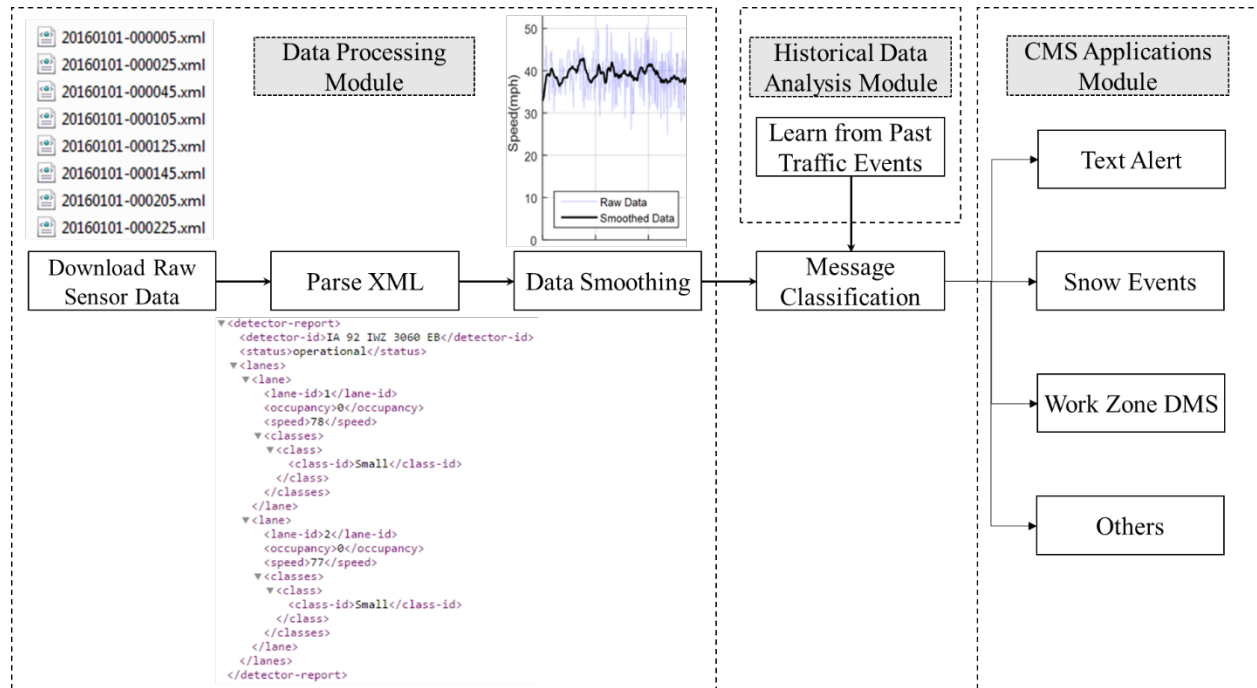 20160101-000005.xml
20160101-000025.xml
20160101-000045.xml
20160101-000105.xml
20160101-000125.xml
20160101-000145.xml
20160101-000205.xml
20160101-000225.xml
Data Processing
Module
Speed(mph)
50
40
30
20
10
0
Raw Data
Smoothed Data
Historical Data
Analysis Module
Learn from Past
Traffic Events
CMS Applications
Module
Download Raw
Sensor Data
Parse XML
Data Smoothing
Message
Classification
Text Alert
Snow Events
Work Zone DMS
Others
<detector-report>
<detector-id>IA 92 IWZ 3060 EB</detector-id>
<status>operational</status>
<lanes>
<lane>
<lane-id>1</lane-id>
<occupancy>0</occupancy>
<speed>78</speed>
<classes>
<class>
<class-id>Small</class-id>
</class>
</classes>
</lane>
<lane>
<lane-id>2</lane-id>
<occupancy>0</occupancy>
<speed>77</speed>
<classes>
<class>
<class-id>Small</class-id>
</class>
</classes>
</lane>
</lanes>
</detector-report>